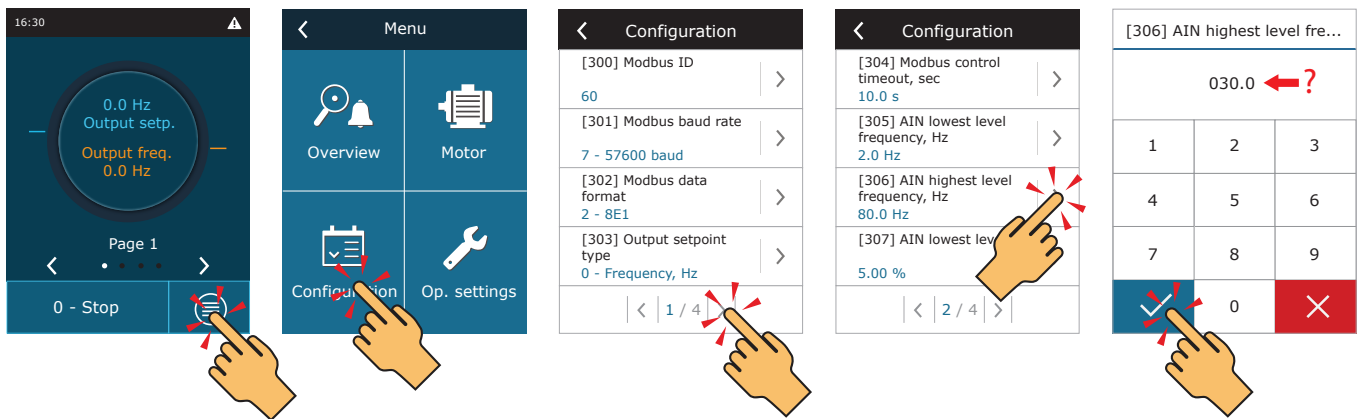 16:30
0.0 Hz
Output setp.
Output freq.
0.0 Hz
Page 1
0 - Stop
Menu
Overview
Motor
Configuration
Op. settings
Configuration
[300] Modbus ID
60
[301] Modbus baud rate
7 - 57600 baud
[302] Modbus data
format
2 - 8E1
[303] Output setpoint
type
0 - Frequency, Hz
1 / 4
Configuration
[304] Modbus control
timeout, sec
10.0 s
[305] AIN lowest level
frequency, Hz
2.0 Hz
[306] AIN highest level
frequency, Hz
80.0 Hz
[307] AIN lowest lev
5.00 %
2 / 4
[306] AIN highest level fre...
030.0 ?
1 2 3
4 5 6
7 8 9
0